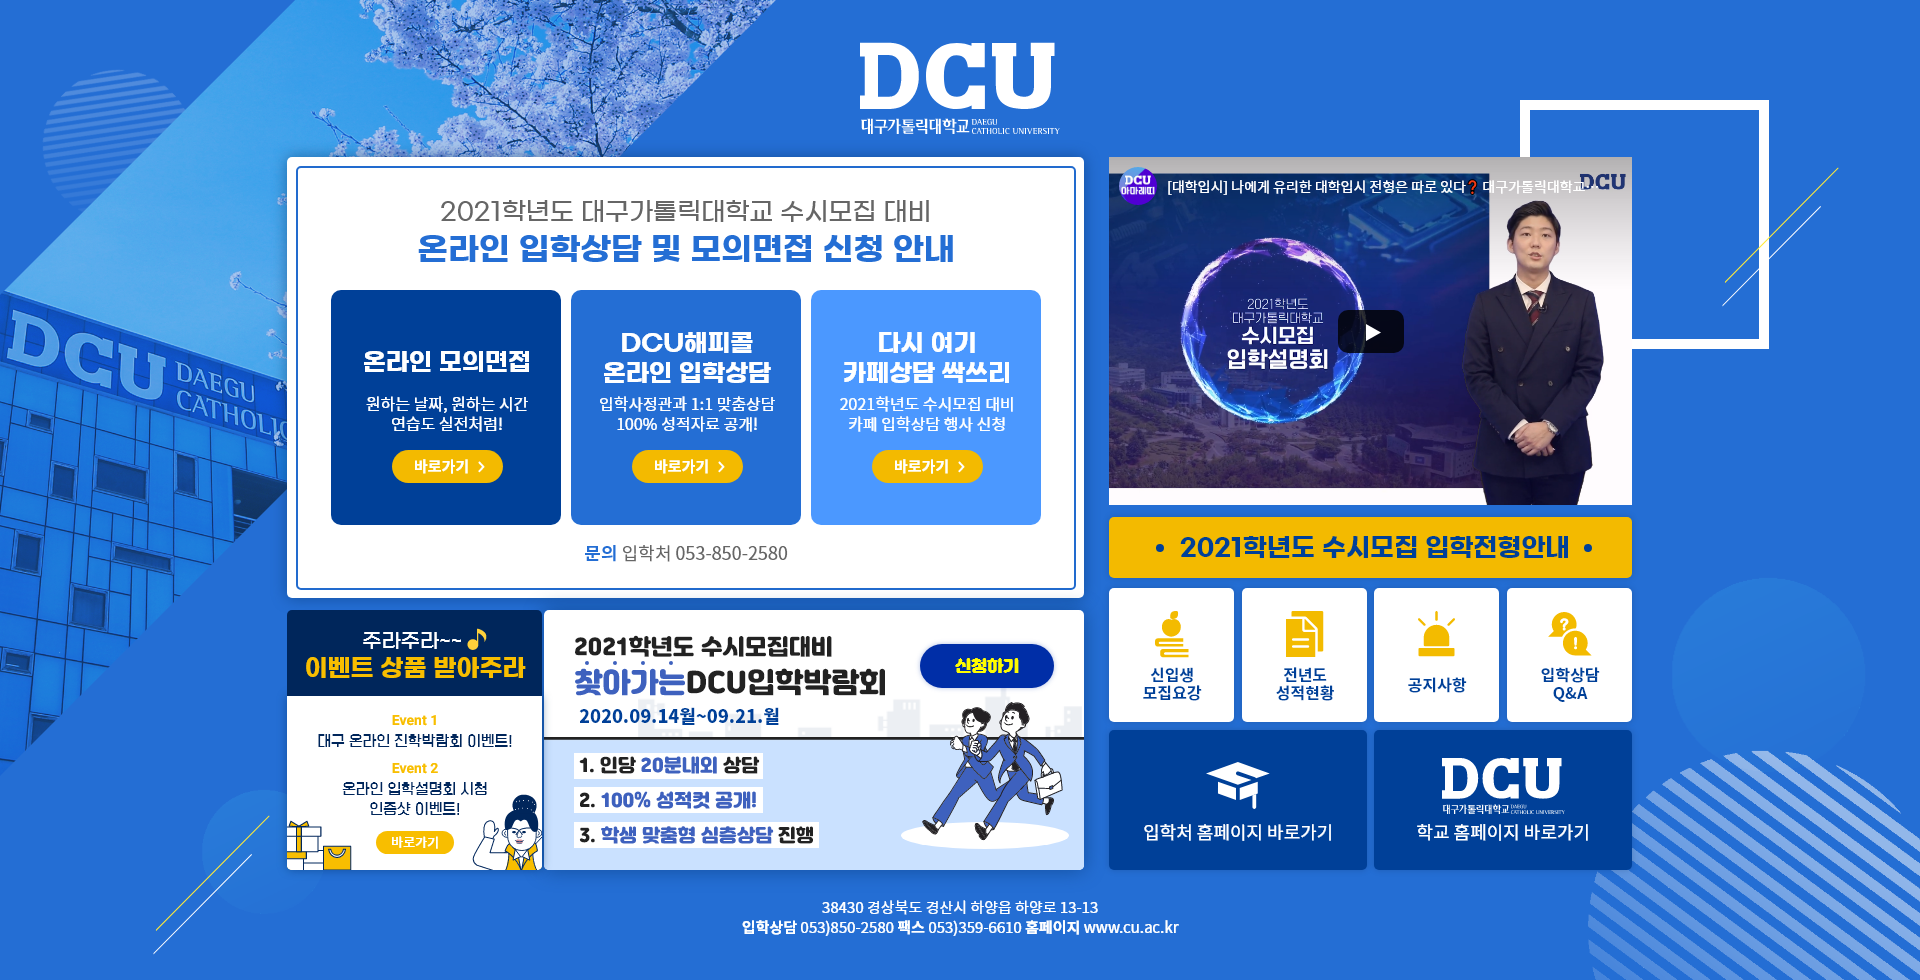 DCU
대구가톨릭대학교 DAEGU
CATHOLIC UNIVERSITY
DCU DAEGU
CATHOLIC
2021학년도 대구가톨릭대학교 수시모집 대비
온라인 입학상담 및 모의면접 신청 안내
온라인 모의면접
원하는 날짜, 원하는 시간
연습도 실전처럼!
바로가기
DCU해피콜
온라인 입학상담
입학사정관과 1:1 맞춤상담
100% 성적자료 공개!
바로가기
다시 여기
카페상담 싹쓰리
2021학년도 수시모집 대비
카페 입학상담 행사 신청
바로가기
문의 입학처 053-850-2580
DCU
아마레띠
[대학입시] 나에게 유리한 대학입시 전형은 따로 있다❓ 대구가톨릭대학교…
DCU
2021학년도
대구가톨릭대학교
수시모집
입학설명회
• 2021학년도 수시모집 입학전형안내 •
신입생
모집요강
전년도
성적현황
공지사항
입학상담
Q&A
입학처 홈페이지 바로가기
DCU
대구가톨릭대학교 DAEGU
CATHOLIC UNIVERSITY
학교 홈페이지 바로가기
주라주라~~
이벤트 상품 받아주라
Event 1
대구 온라인 진학박람회 이벤트!
Event 2
온라인 입학설명회 시청
인증샷 이벤트!
바로가기
2021학년도 수시모집대비
찾아가는DCU입학박람회
신청하기
2020.09.14월~09.21.월
1. 인당 20분내외 상담
2. 100% 성적컷 공개!
3. 학생 맞춤형 심층상담 진행
38430 경상북도 경산시 하양읍 하양로 13-13
입학상담 053)850-2580 팩스 053)359-6610 홈페이지 www.cu.ac.kr